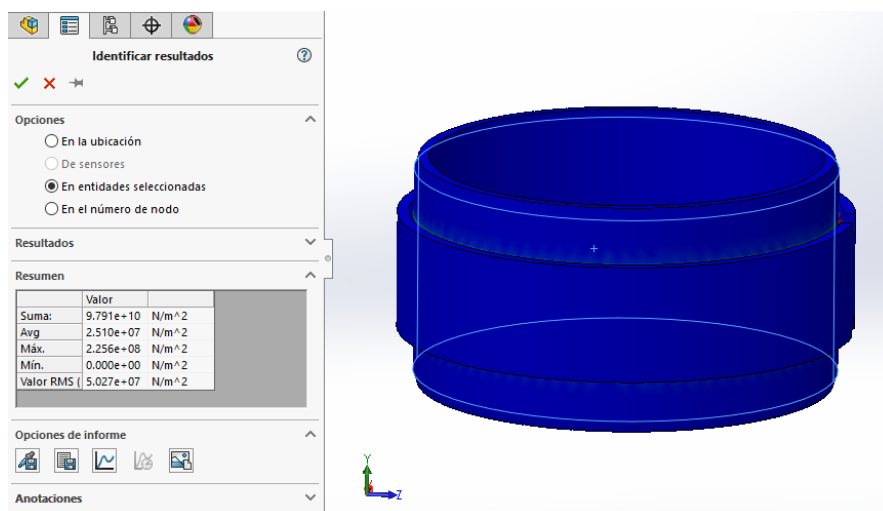 Identificar resultados
Opciones
En la ubicación
De sensores
En entidades seleccionadas
En el número de nodo
Resultados
Resumen
Valor
Suma: 9.791e+10 N/m^2
Avg 2.510e+07 N/m^2
Máx. 2.256e+08 N/m^2
Mín. 0.000e+00 N/m^2
Valor RMS ( 5.027e+07 N/m^2
Opciones de informe
Anotaciones
Y
Z